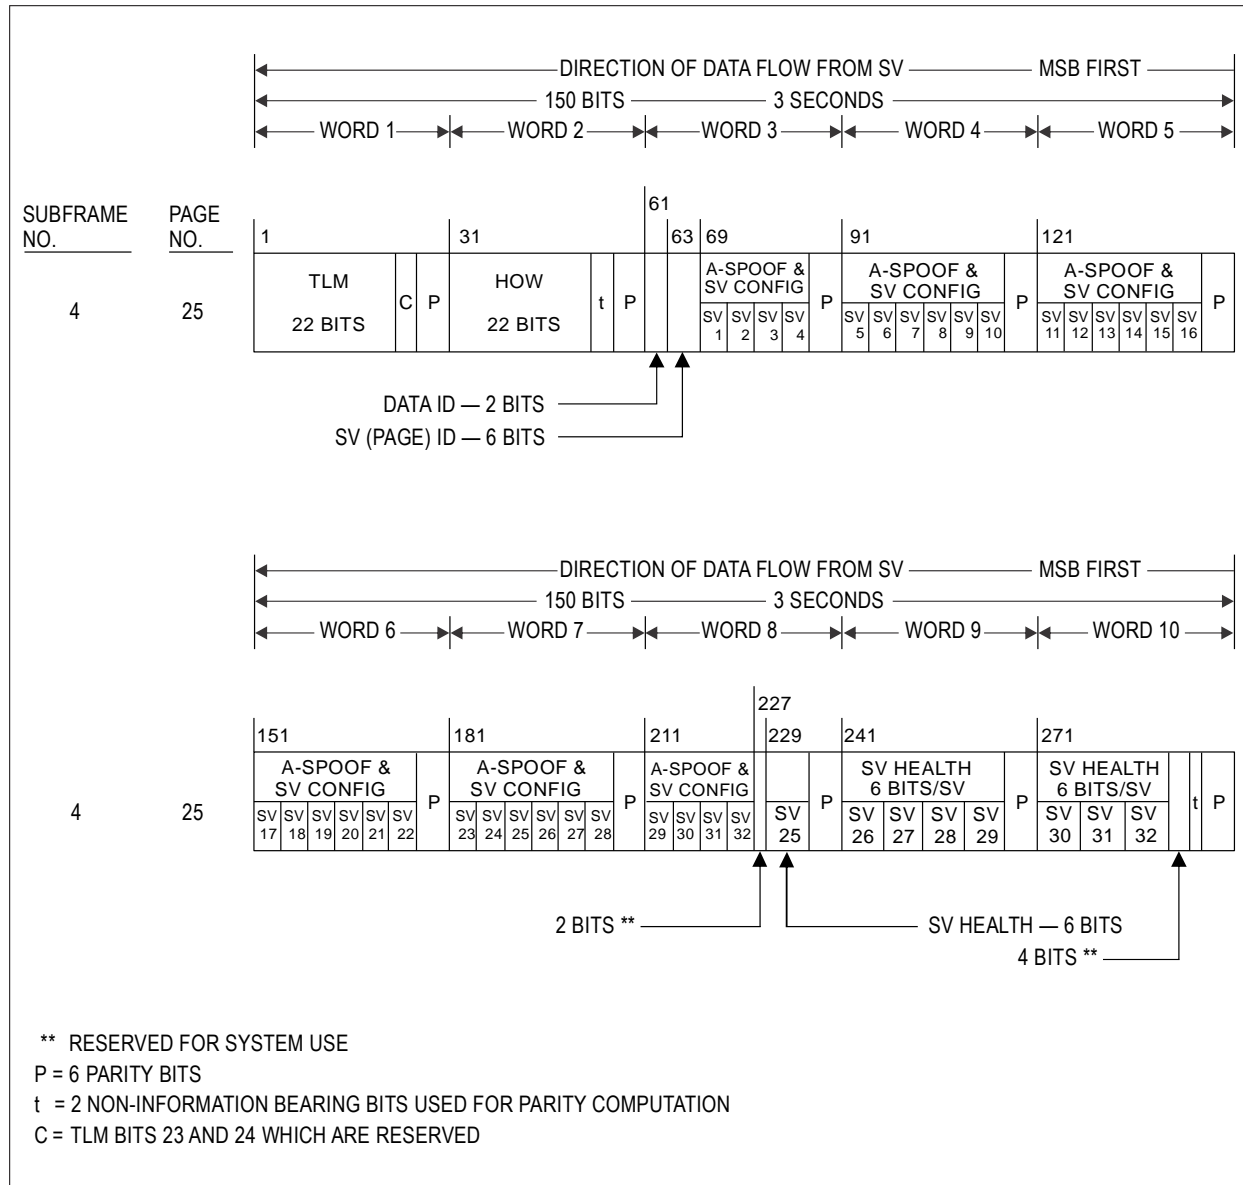 DIRECTION OF DATA FLOW FROM SV MSB FIRST
150 BITS 3 SECONDS
WORD 1 WORD 2 WORD 3 WORD 4 WORD 5
SUBFRAME NO. PAGE NO.
61
1 31 63 69 91 121
4 25
TLM 22 BITS C P
HOW 22 BITS t P
A-SPOOF & SV CONFIG
SV 1 SV 2 SV 3 SV 4 P
A-SPOOF & SV CONFIG
SV 5 SV 6 SV 7 SV 8 SV 9 SV 10 P
A-SPOOF & SV CONFIG
SV 11 SV 12 SV 13 SV 14 SV 15 SV 16 P
DATA ID — 2 BITS
SV (PAGE) ID — 6 BITS
DIRECTION OF DATA FLOW FROM SV MSB FIRST
150 BITS 3 SECONDS
WORD 6 WORD 7 WORD 8 WORD 9 WORD 10
227
151 181 211 229 241 271
4 25
A-SPOOF & SV CONFIG
SV 17 SV 18 SV 19 SV 20 SV 21 SV 22 P
A-SPOOF & SV CONFIG
SV 23 SV 24 SV 25 SV 26 SV 27 SV 28 P
A-SPOOF & SV CONFIG
SV 29 SV 30 SV 31 SV 32
SV 25 P
SV HEALTH 6 BITS/SV
SV 26 SV 27 SV 28 SV 29 P
SV HEALTH 6 BITS/SV
SV 30 SV 31 SV 32 t P
2 BITS ** SV HEALTH — 6 BITS
4 BITS **
** RESERVED FOR SYSTEM USE
P = 6 PARITY BITS
t = 2 NON-INFORMATION BEARING BITS USED FOR PARITY COMPUTATION
C = TLM BITS 23 AND 24 WHICH ARE RESERVED